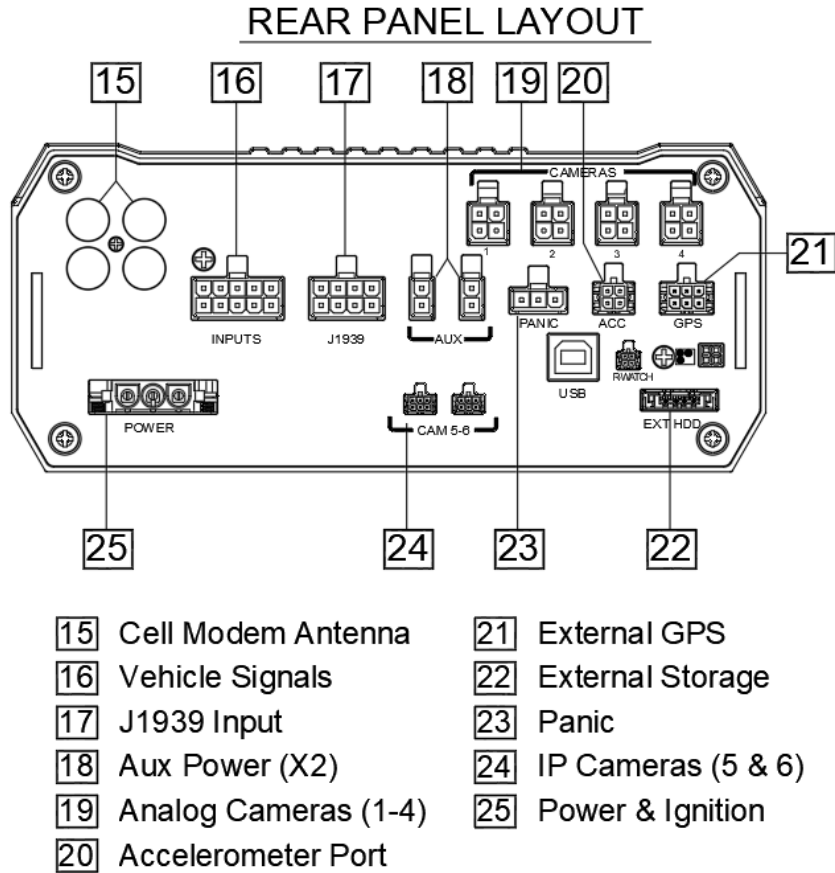 REAR PANEL LAYOUT
15 16 17 18 19 20
CAMERAS
1 2 3 4
21
INPUTS J1939 AUX PANIC ACC GPS
USB RWATCH
POWER CAM 5-6 EXT HDD
25 24 23 22
15 Cell Modem Antenna
16 Vehicle Signals
17 J1939 Input
18 Aux Power (X2)
19 Analog Cameras (1-4)
20 Accelerometer Port
21 External GPS
22 External Storage
23 Panic
24 IP Cameras (5 & 6)
25 Power & Ignition